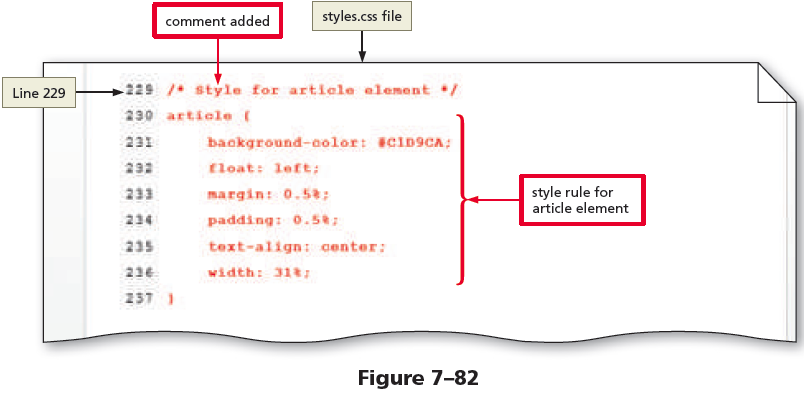 comment added
styles.css file
Line 229
229 /* Style for article element */
230 article {
231 background-color: #C1D9CA;
232 float: left;
233 margin: 0.5%;
234 padding: 0.5%;
235 text-align: center;
236 width: 31%;
237 }
style rule for
article element
Figure 7–82